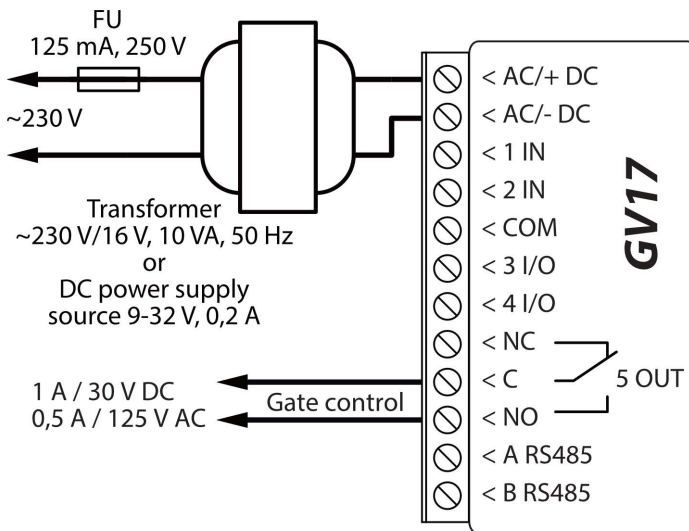 FU
125 mA, 250 V
~230 V
Transformer
~230 V/16 V, 10 VA, 50 Hz
or
DC power supply
source 9-32 V, 0,2 A
1 A / 30 V DC
0,5 A / 125 V AC
Gate control
< AC/+ DC
< AC/- DC
< 1 IN
< 2 IN
< COM
< 3 I/O
< 4 I/O
< NC
< C
< NO
< A RS485
< B RS485
5 OUT
GV17